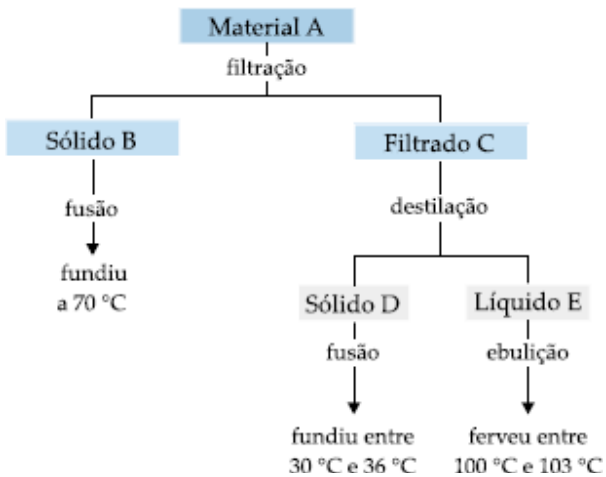 Material A
filtração
Sólido B
Filtrado C
fusão
destilação
fundiu
a 70 °C
Sólido D
Líquido E
fusão
ebulição
fundiu entre
30 °C e 36 °C
ferveu entre
100 °C e 103 °C